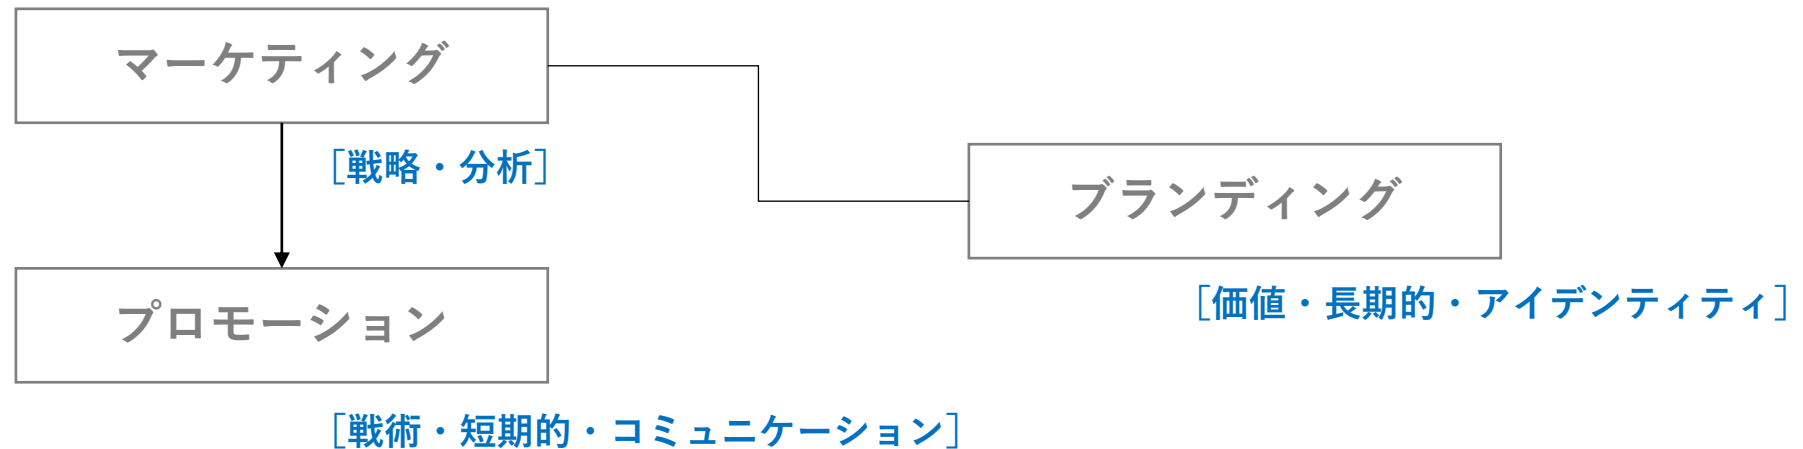 マーケティング
［戦略・分析］
ブランディング
［価値・長期的・アイデンティティ］
プロモーション
［戦術・短期的・コミュニケーション］